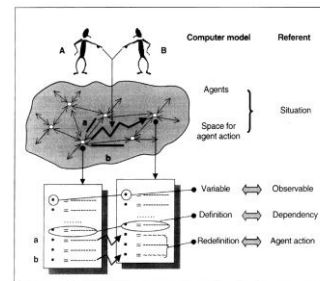 A
B
Computer model
Referent
Agents
Space for
agent action
Situation
a
b
Variable
Observable
Definition
Dependency
Redefinition
Agent action
a
b